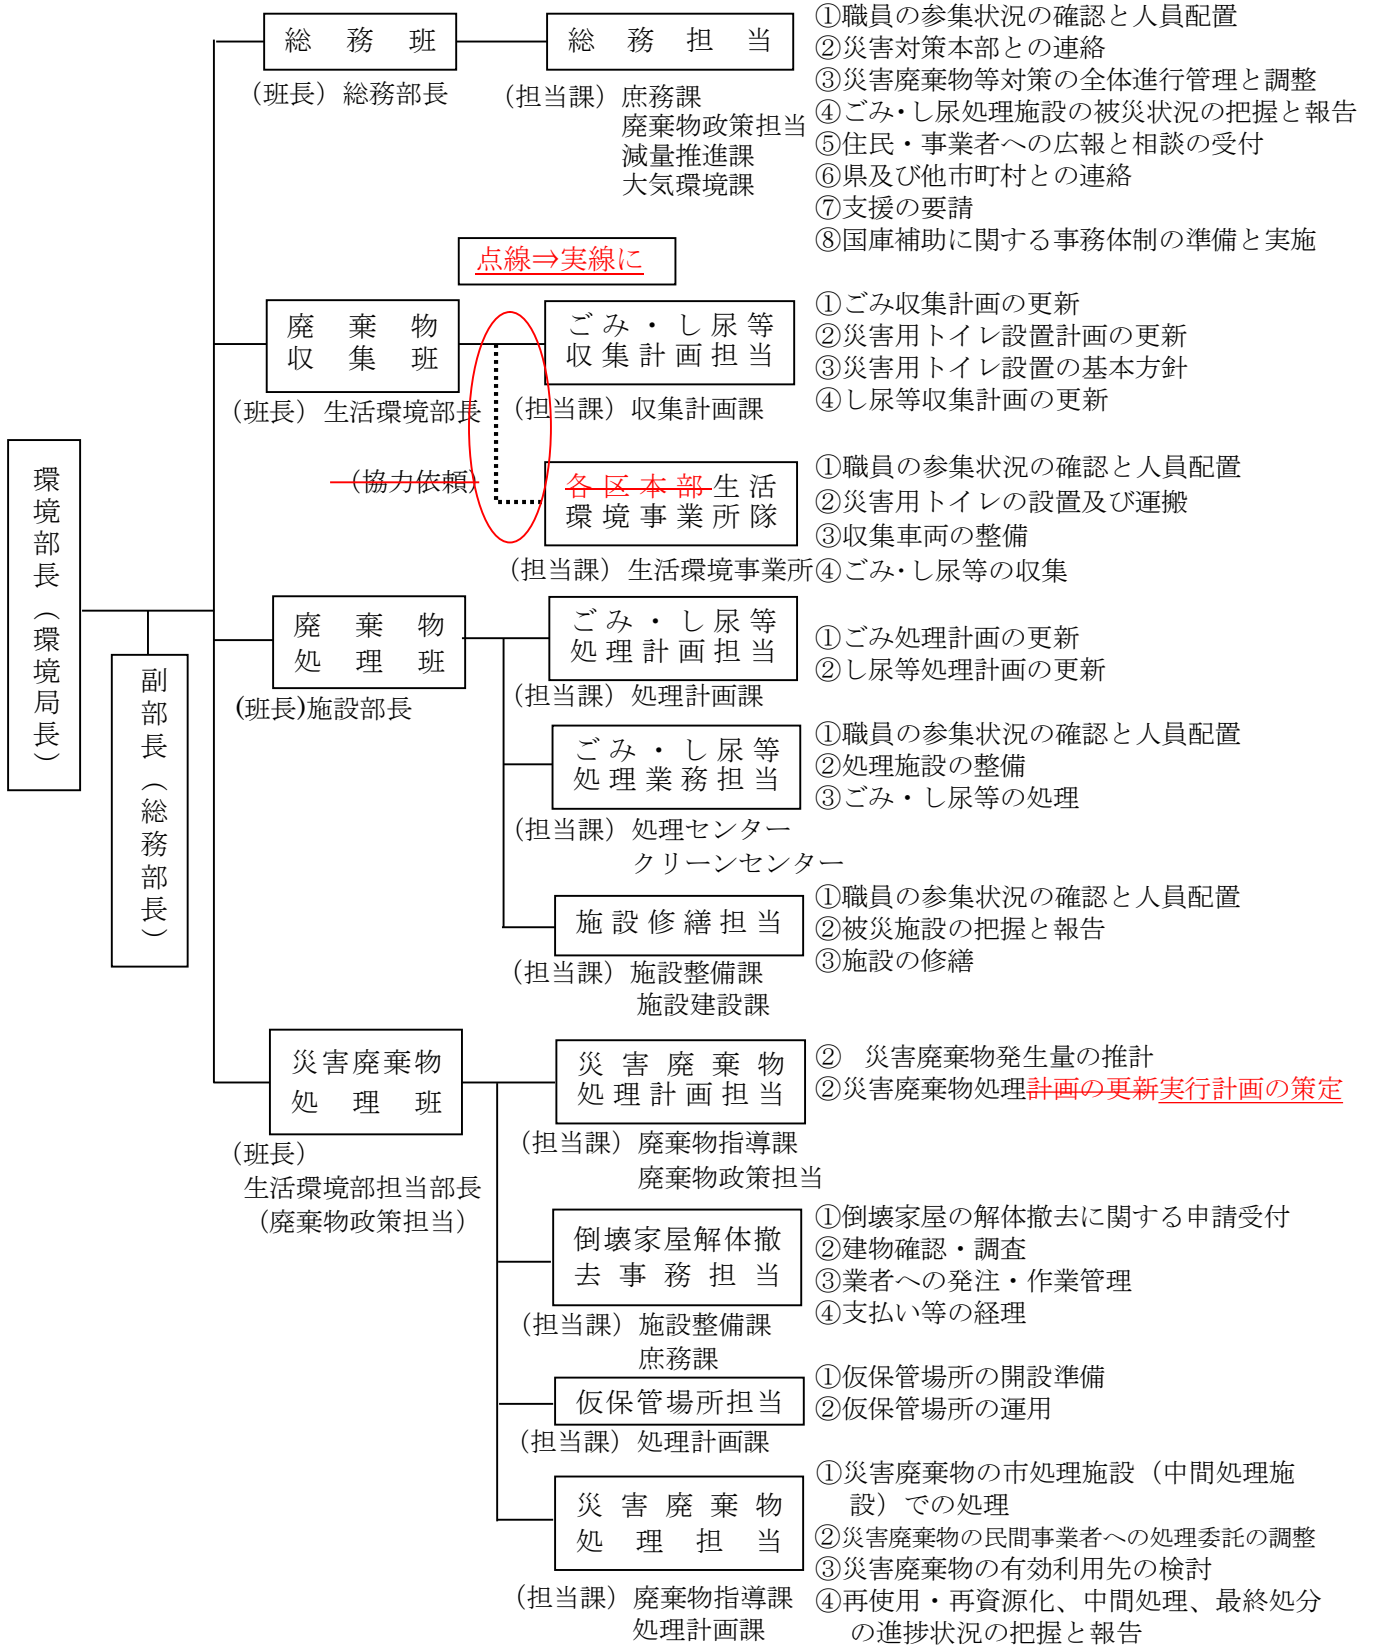 環境部長（環境局長）
副部長（総務部長）
総務班
（班長）総務部長
総務担当
（担当課）庶務課
廃棄物政策担当
減量推進課
大気環境課
①職員の参集状況の確認と人員配置
②災害対策本部との連絡
③災害廃棄物等対策の全体進行管理と調整
④ごみ･し尿処理施設の被災状況の把握と報告
⑤住民・事業者への広報と相談の受付
⑥県及び他市町村との連絡
⑦支援の要請
⑧国庫補助に関する事務体制の準備と実施
点線⇒実線に
廃棄物
収集班
（班長）生活環境部長
ごみ・し尿等
収集計画担当
（担当課）収集計画課
①ごみ収集計画の更新
②災害用トイレ設置計画の更新
③災害用トイレ設置の基本方針
④し尿等収集計画の更新
（協力依頼）
各区本部生活
環境事業所隊
（担当課）生活環境事業所
①職員の参集状況の確認と人員配置
②災害用トイレの設置及び運搬
③収集車両の整備
④ごみ･し尿等の収集
廃棄物
処理班
(班長)施設部長
ごみ・し尿等
処理計画担当
（担当課）処理計画課
①ごみ処理計画の更新
②し尿等処理計画の更新
ごみ・し尿等
処理業務担当
（担当課）処理センター
クリーンセンター
①職員の参集状況の確認と人員配置
②処理施設の整備
③ごみ・し尿等の処理
施設修繕担当
（担当課）施設整備課
施設建設課
①職員の参集状況の確認と人員配置
②被災施設の把握と報告
③施設の修繕
災害廃棄物
処理班
（班長）
生活環境部担当部長
（廃棄物政策担当）
災害廃棄物
処理計画担当
（担当課）廃棄物指導課
廃棄物政策担当
②　災害廃棄物発生量の推計
②災害廃棄物処理計画の更新実行計画の策定
倒壊家屋解体撤
去事務担当
（担当課）施設整備課
庶務課
①倒壊家屋の解体撤去に関する申請受付
②建物確認・調査
③業者への発注・作業管理
④支払い等の経理
仮保管場所担当
（担当課）処理計画課
①仮保管場所の開設準備
②仮保管場所の運用
災害廃棄物
処理担当
（担当課）廃棄物指導課
処理計画課
①災害廃棄物の市処理施設（中間処理施
設）での処理
②災害廃棄物の民間事業者への処理委託の調整
③災害廃棄物の有効利用先の検討
④再使用・再資源化、中間処理、最終処分
の進捗状況の把握と報告